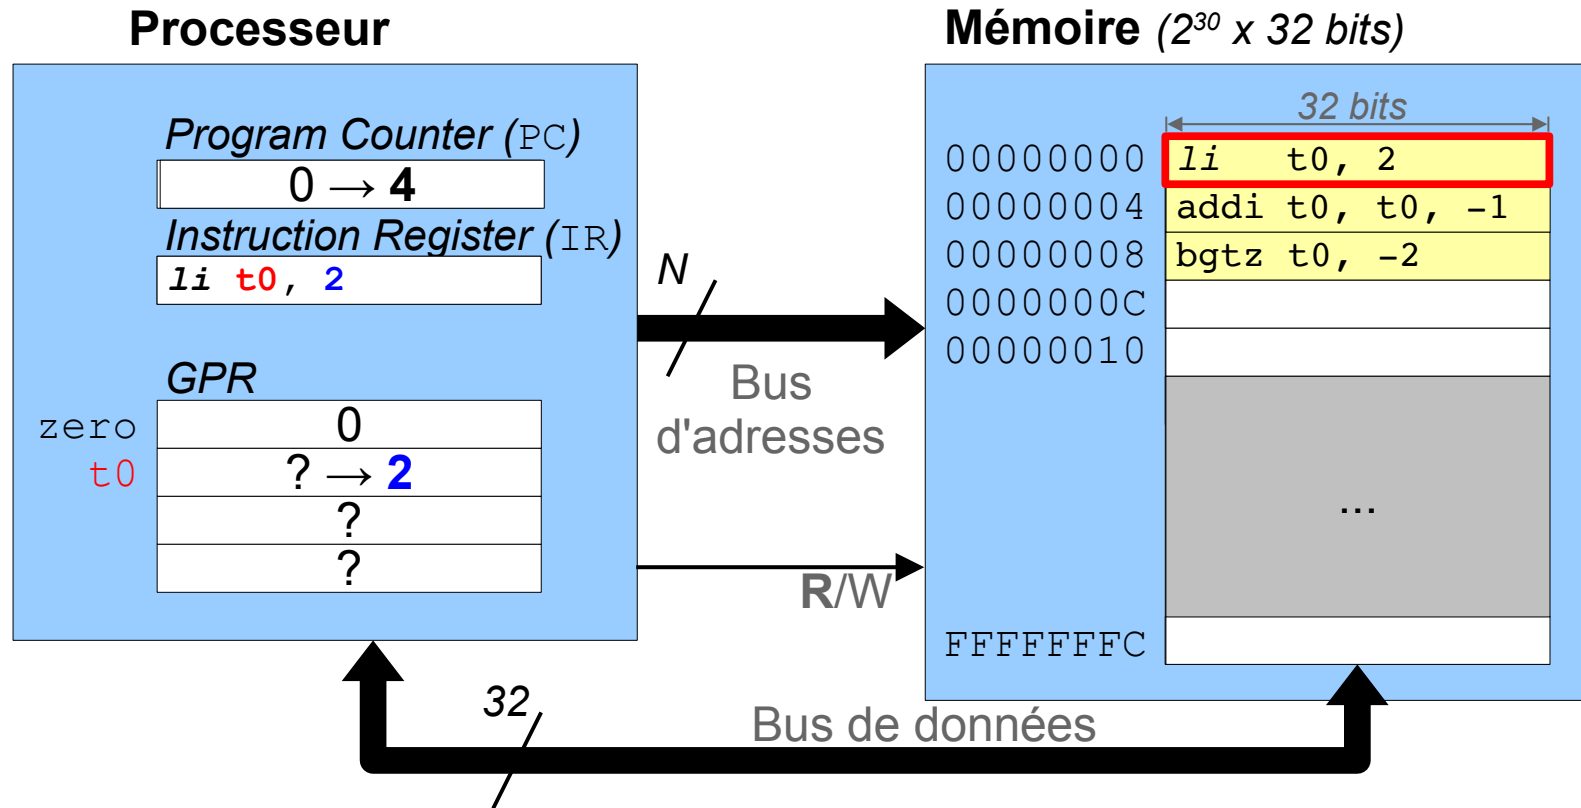 Processeur
Mémoire (2³⁰ x 32 bits)
Program Counter (PC)
0 → 4
Instruction Register (IR)
li t0, 2
GPR
zero 0
t0 ? → 2
?
?
N
Bus
d'adresses
R/W
32 bits
00000000 li t0, 2
00000004 addi t0, t0, -1
00000008 bgtz t0, -2
0000000C
00000010
...
FFFFFFFC
32
Bus de données